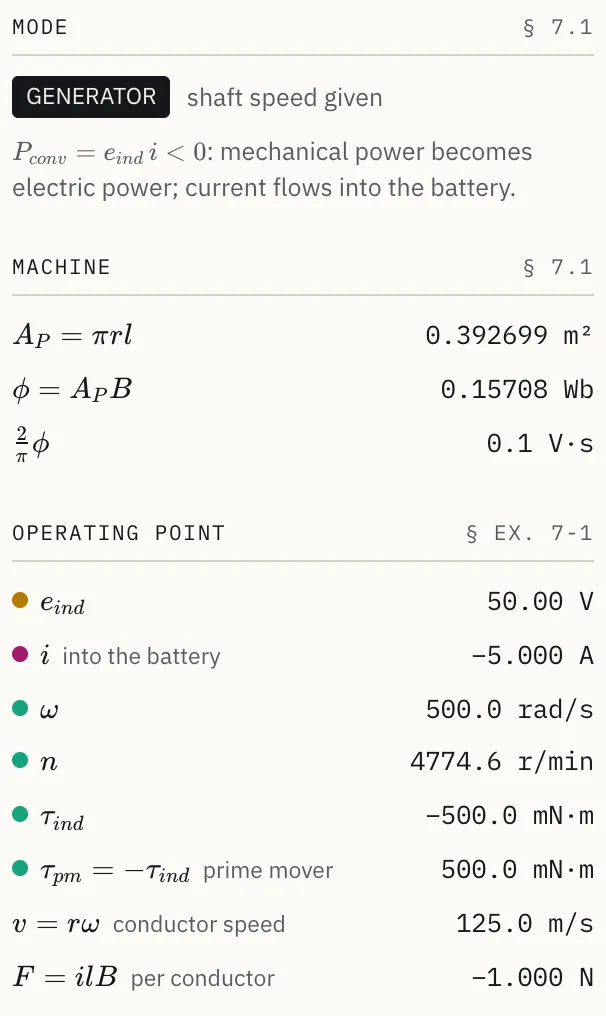 MODE § 7.1
GENERATOR shaft speed given
P_conv = e_ind i < 0: mechanical power becomes
electric power; current flows into the battery.
MACHINE § 7.1
A_P = πrl 0.392699 m²
ϕ = A_P B 0.15708 Wb
2/π ϕ 0.1 V·s
OPERATING POINT § EX. 7-1
e_ind 50.00 V
i into the battery −5.000 A
ω 500.0 rad/s
n 4774.6 r/min
τ_ind −500.0 mN·m
τ_pm = −τ_ind prime mover 500.0 mN·m
v = rω conductor speed 125.0 m/s
F = ilB per conductor −1.000 N